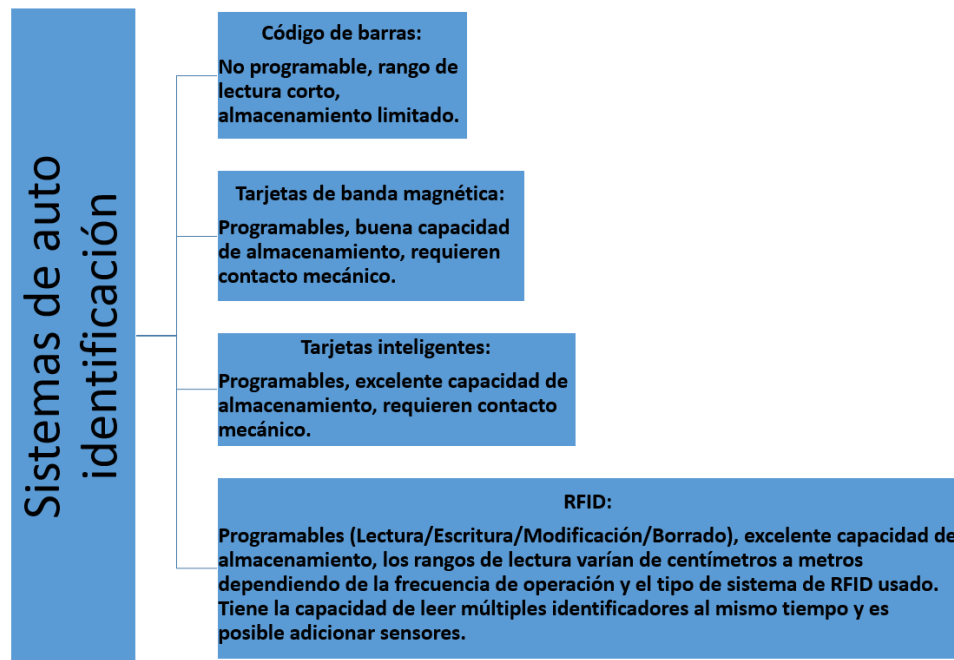 Sistemas de auto
identificación
Código de barras:
No programable, rango de
lectura corto,
almacenamiento limitado.
Tarjetas de banda magnética:
Programables, buena capacidad
de almacenamiento, requieren
contacto mecánico.
Tarjetas inteligentes:
Programables, excelente capacidad de
almacenamiento, requieren contacto
mecánico.
RFID:
Programables (Lectura/Escritura/Modificación/Borrado), excelente capacidad de
almacenamiento, los rangos de lectura varían de centímetros a metros
dependiendo de la frecuencia de operación y el tipo de sistema de RFID usado.
Tiene la capacidad de leer múltiples identificadores al mismo tiempo y es
posible adicionar sensores.